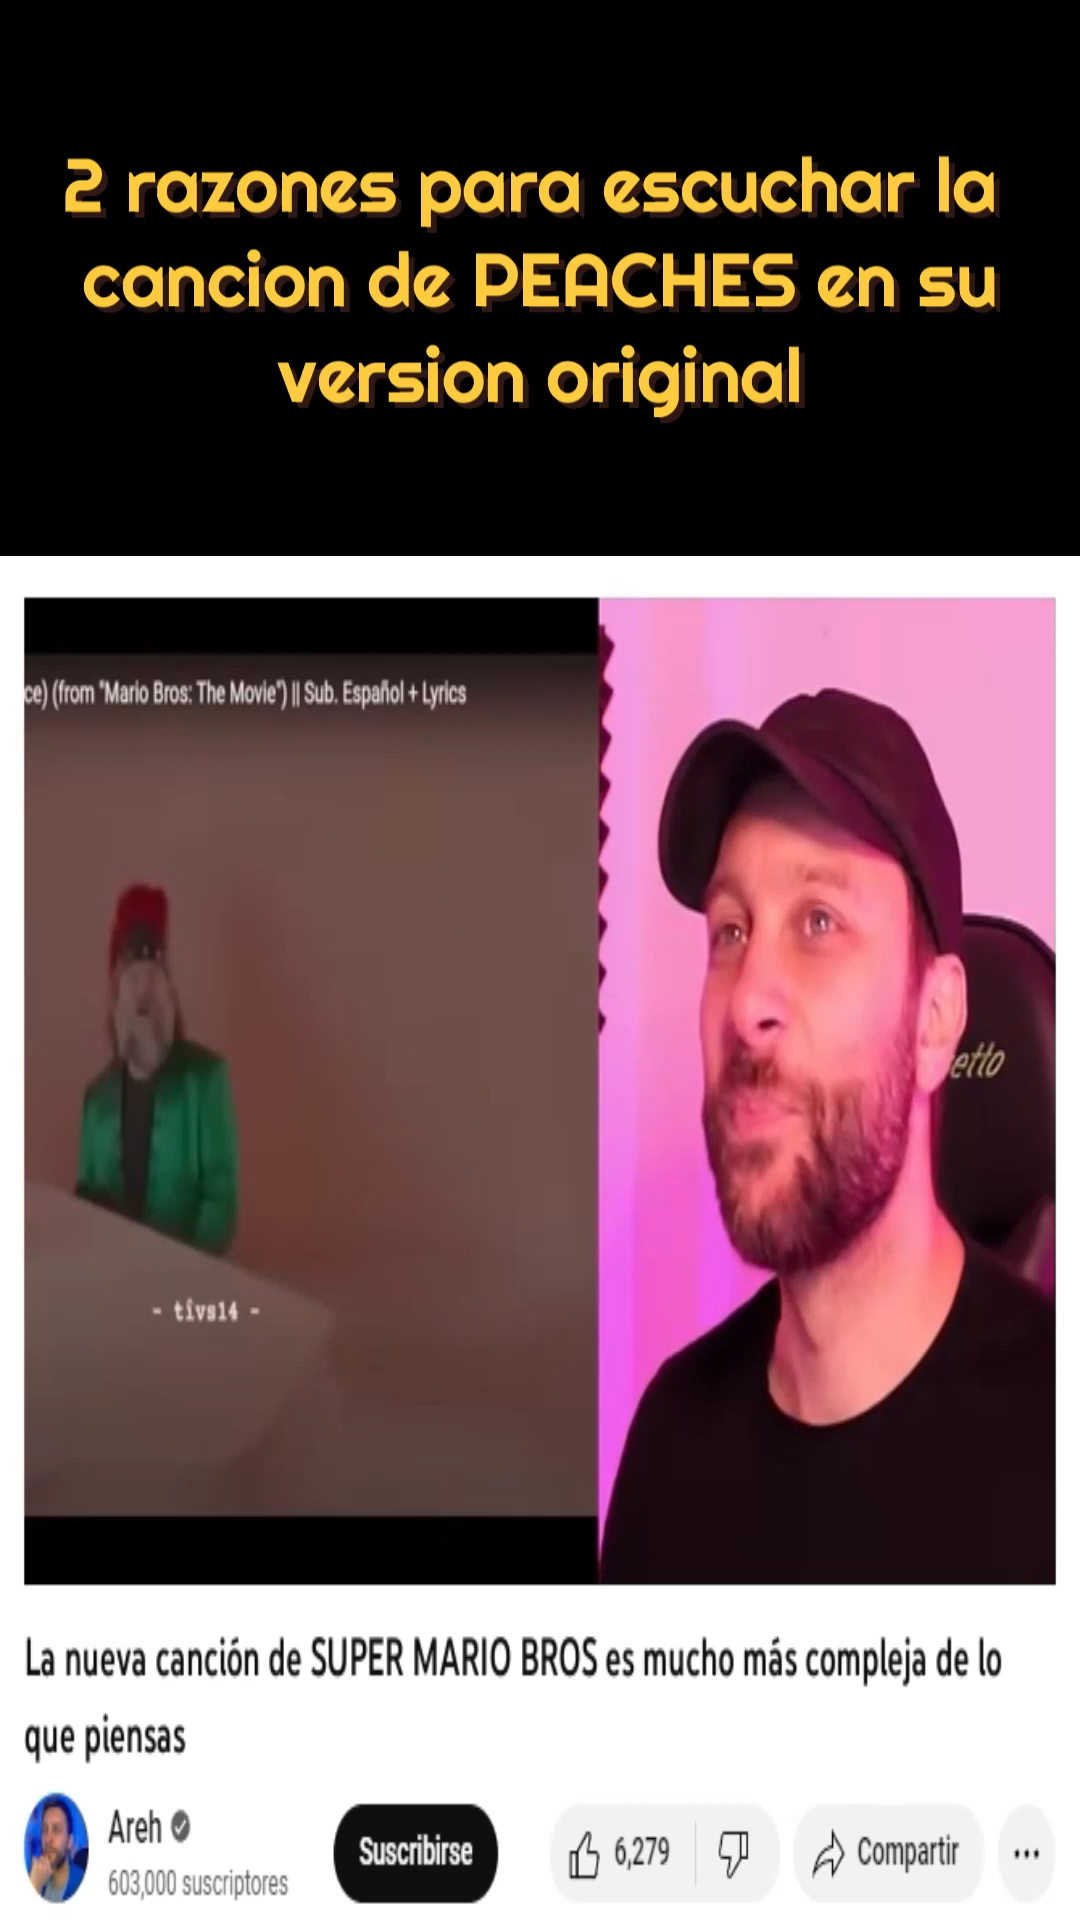 2 razones para escuchar la
cancion de PEACHES en su
version original
ce) (from "Mario Bros: The Movie") || Sub. Español + Lyrics
etto
- tîvs14 -
La nueva canción de SUPER MARIO BROS es mucho más compleja de lo
que piensas
Areh
603,000 suscriptores
Suscribirse
6,279
Compartir